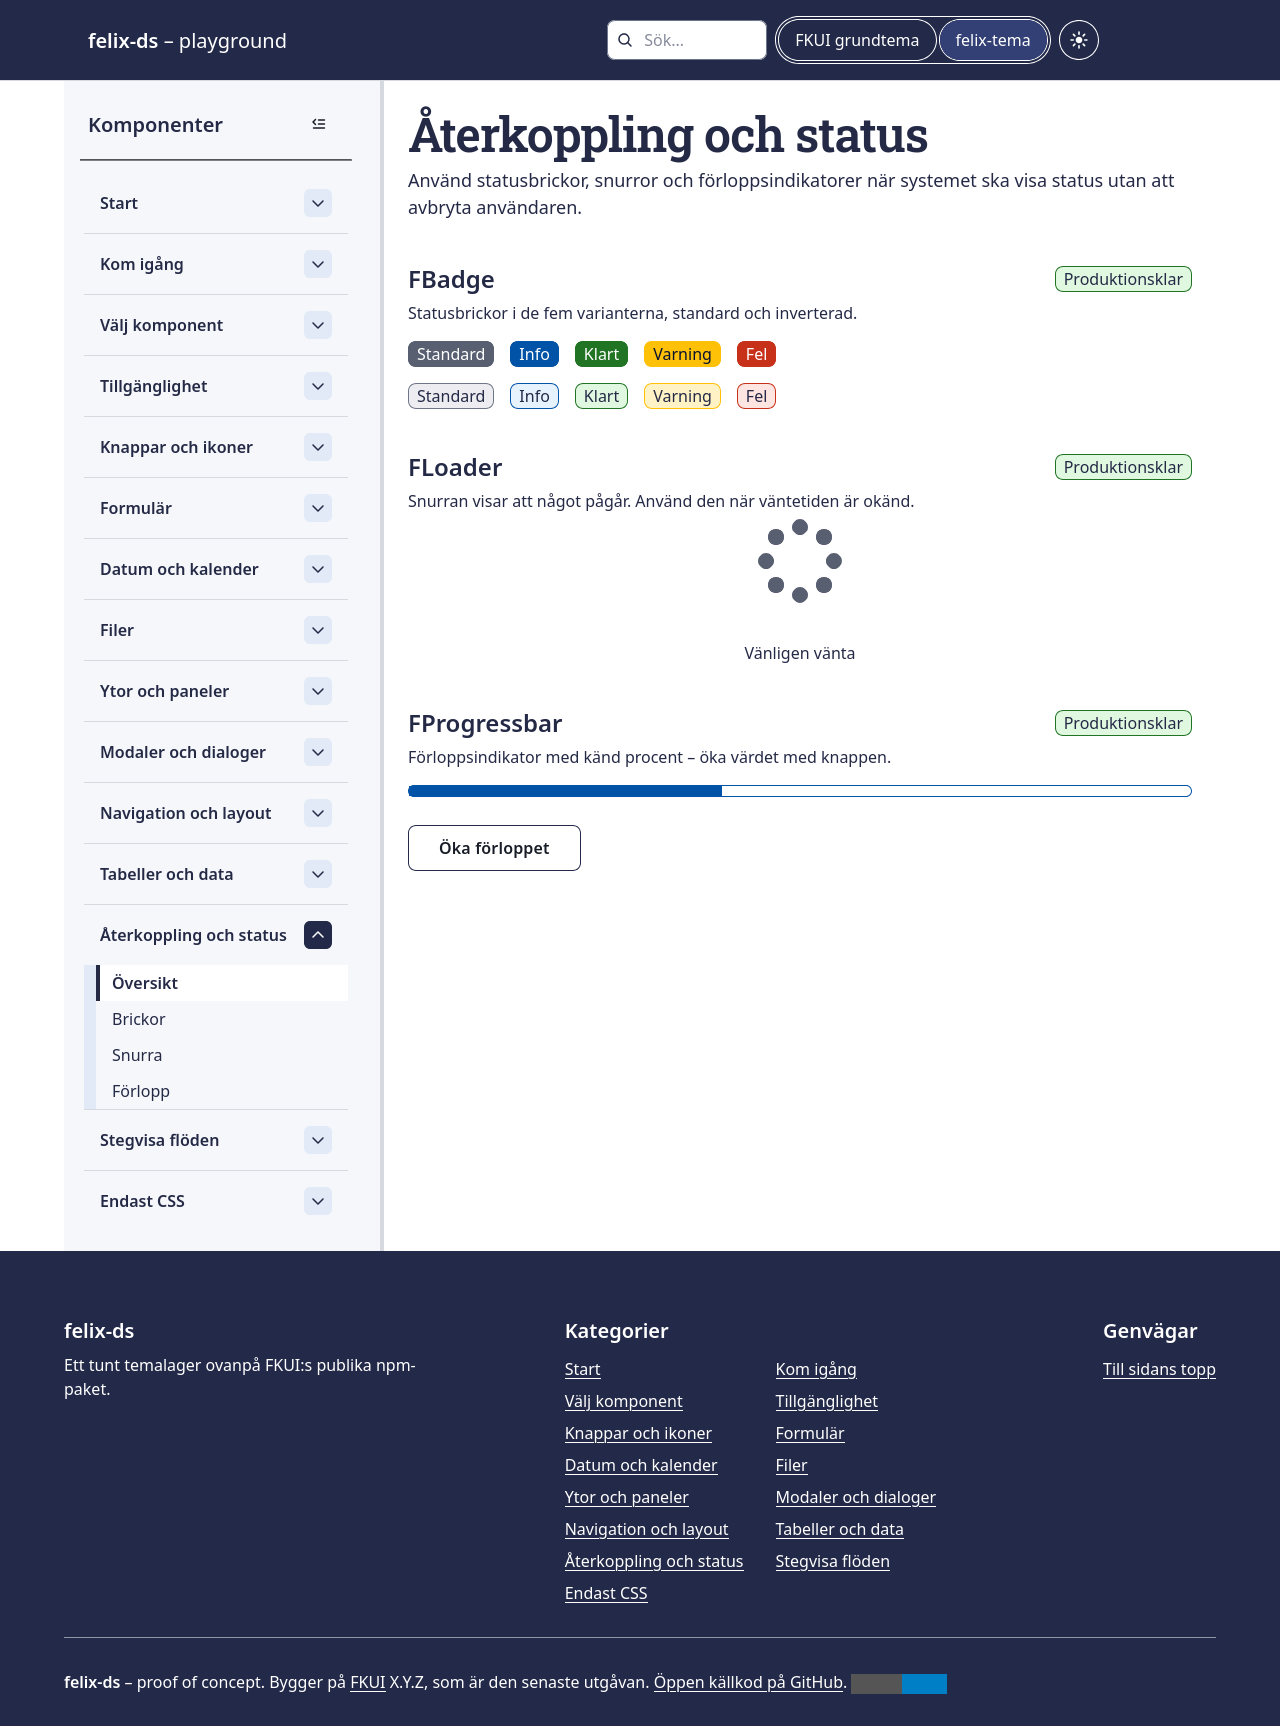 felix-ds – playground
Sök...
FKUI grundtema
felix-tema
Komponenter
Start
Kom igång
Välj komponent
Tillgänglighet
Knappar och ikoner
Formulär
Datum och kalender
Filer
Ytor och paneler
Modaler och dialoger
Navigation och layout
Tabeller och data
Återkoppling och status
Översikt
Brickor
Snurra
Förlopp
Stegvisa flöden
Endast CSS
Återkoppling och status
Använd statusbrickor, snurror och förloppsindikatorer när systemet ska visa status utan att
avbryta användaren.
FBadge
Produktionsklar
Statusbrickor i de fem varianterna, standard och inverterad.
Standard Info Klart Varning Fel
Standard Info Klart Varning Fel
FLoader
Produktionsklar
Snurran visar att något pågår. Använd den när väntetiden är okänd.
Vänligen vänta
FProgressbar
Produktionsklar
Förloppsindikator med känd procent – öka värdet med knappen.
Öka förloppet
felix-ds
Ett tunt temalager ovanpå FKUI:s publika npm-
paket.
Kategorier
Start
Kom igång
Välj komponent
Tillgänglighet
Knappar och ikoner
Formulär
Datum och kalender
Filer
Ytor och paneler
Modaler och dialoger
Navigation och layout
Tabeller och data
Återkoppling och status
Stegvisa flöden
Endast CSS
Genvägar
Till sidans topp
felix-ds – proof of concept. Bygger på FKUI X.Y.Z, som är den senaste utgåvan. Öppen källkod på GitHub.